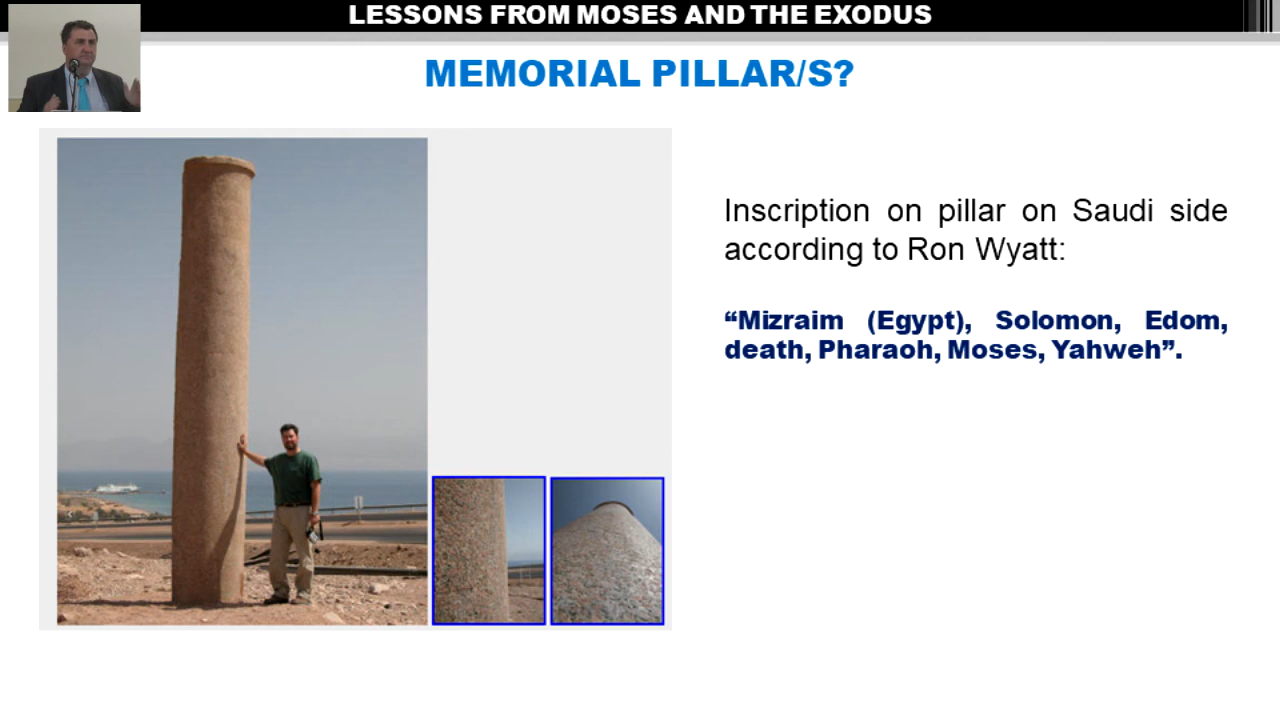 LESSONS FROM MOSES AND THE EXODUS
MEMORIAL PILLAR/S?
Inscription on pillar on Saudi side
according to Ron Wyatt:
“Mizraim (Egypt), Solomon, Edom,
death, Pharaoh, Moses, Yahweh”.